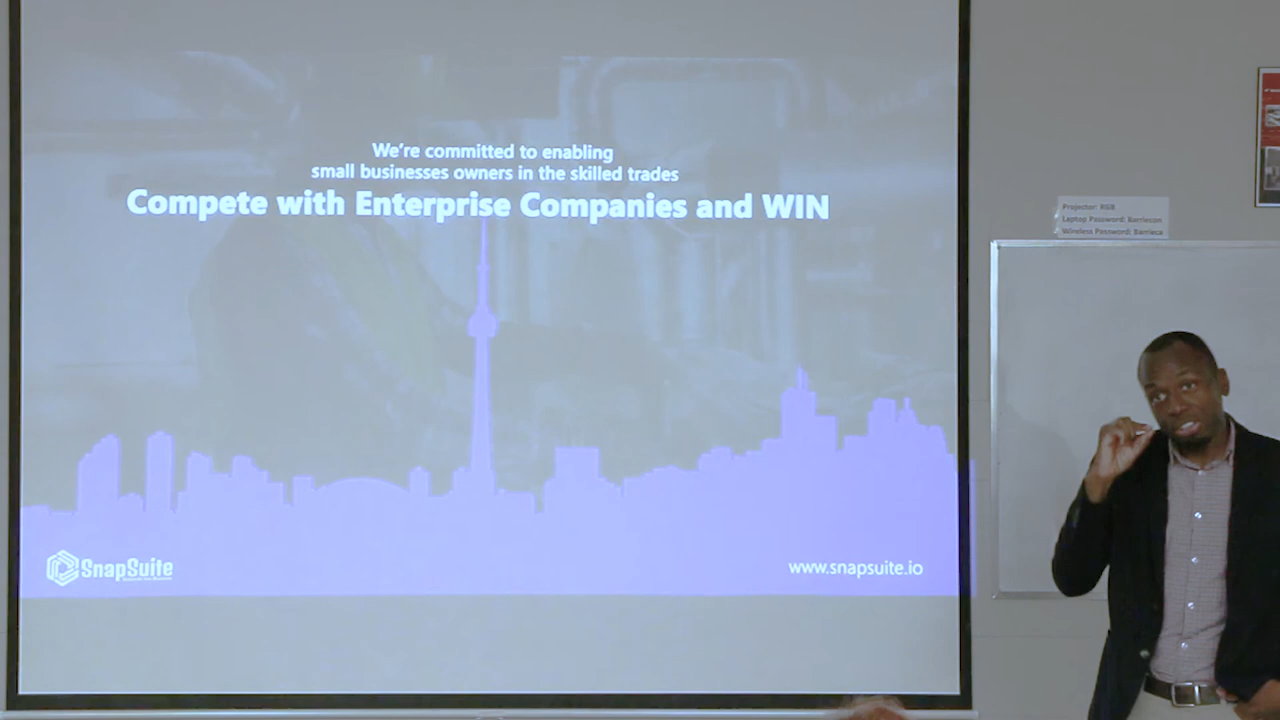 We're committed to enabling
small businesses owners in the skilled trades
Compete with Enterprise Companies and WIN
SnapSuite
www.snapsuite.io
Projector: RGB
Laptop Password: Barriecon
Wireless Password: Barrieca